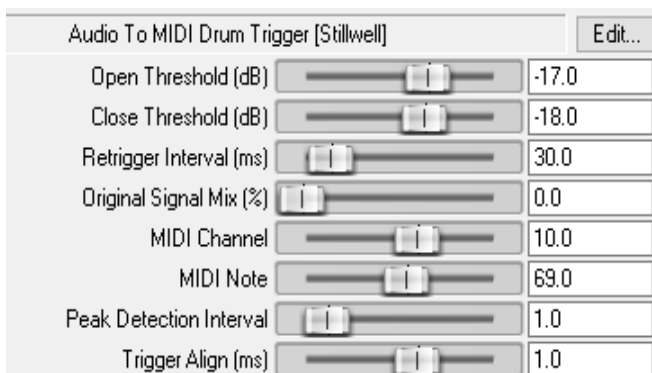 Audio To MIDI Drum Trigger [Stillwell] Edit...
Open Threshold (dB) -17.0
Close Threshold (dB) -18.0
Retrigger Interval (ms) 30.0
Original Signal Mix (%) 0.0
MIDI Channel 10.0
MIDI Note 69.0
Peak Detection Interval 1.0
Trigger Align (ms) 1.0